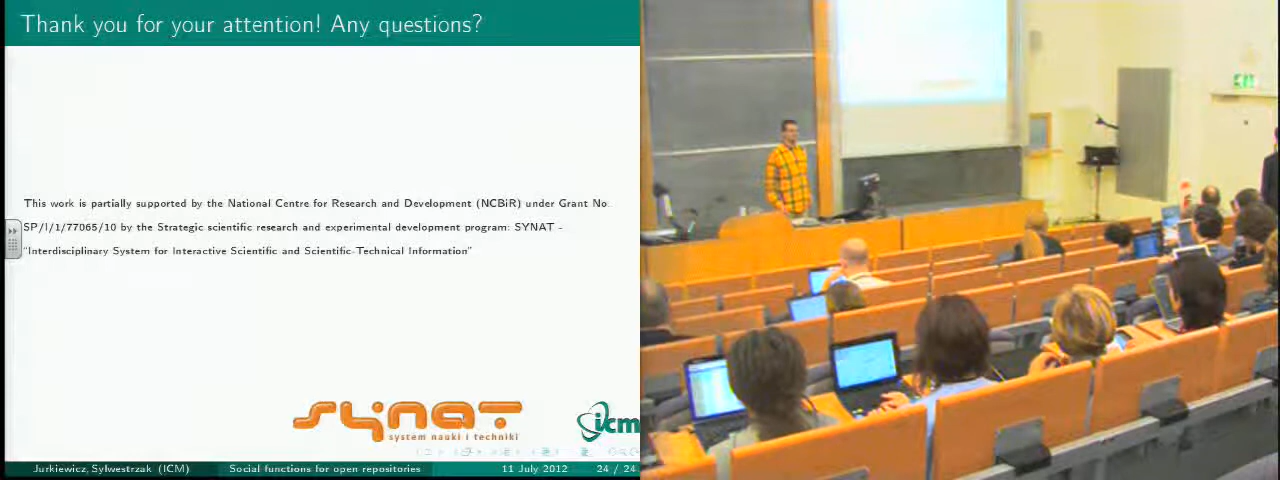 Thank you for your attention! Any questions?
This work is partially supported by the National Centre for Research and Development (NCBiR) under Grant No.
SP/I/1/77065/10 by the Strategic scientific research and experimental development program: SYNAT -
“Interdisciplinary System for Interactive Scientific and Scientific-Technical Information”
synat
system nauki i techniki
icm
Jurkiewicz, Sylwestrzak (ICM) Social functions for open repositories 11 July 2012 24 / 24